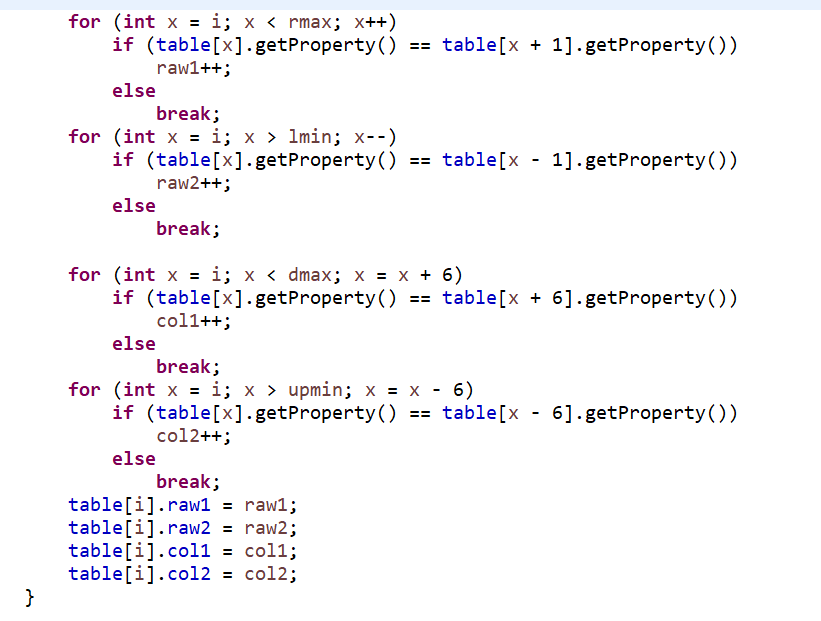 for (int x = i; x < rmax; x++)
if (table[x].getProperty() == table[x + 1].getProperty())
raw1++;
else
break;
for (int x = i; x > lmin; x--)
if (table[x].getProperty() == table[x - 1].getProperty())
raw2++;
else
break;
for (int x = i; x < dmax; x = x + 6)
if (table[x].getProperty() == table[x + 6].getProperty())
col1++;
else
break;
for (int x = i; x > upmin; x = x - 6)
if (table[x].getProperty() == table[x - 6].getProperty())
col2++;
else
break;
table[i].raw1 = raw1;
table[i].raw2 = raw2;
table[i].col1 = col1;
table[i].col2 = col2;
}